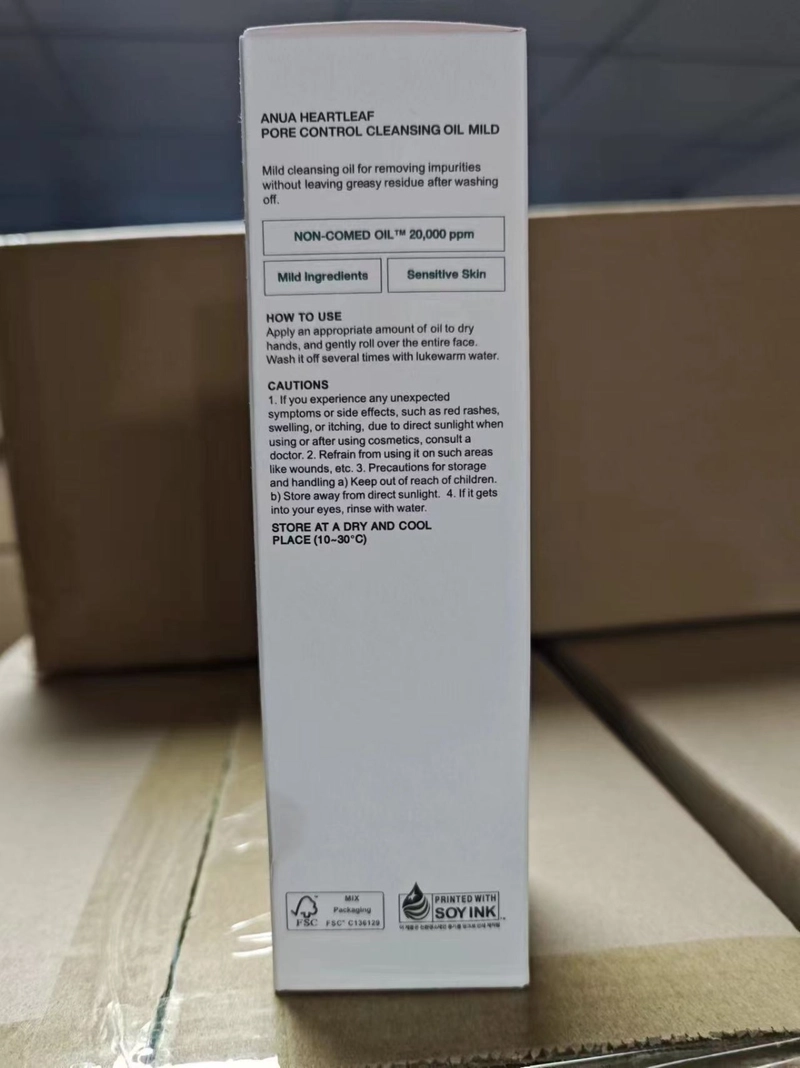 ANUA HEARTLEAF
PORE CONTROL CLEANSING OIL MILD
Mild cleansing oil for removing impurities
without leaving greasy residue after washing
off.
NON-COMED OIL™ 20,000 ppm
Mild Ingredients
Sensitive Skin
HOW TO USE
Apply an appropriate amount of oil to dry
hands, and gently roll over the entire face.
Wash it off several times with lukewarm water.
CAUTIONS
1. If you experience any unexpected
symptoms or side effects, such as red rashes,
swelling, or itching, due to direct sunlight when
using or after using cosmetics, consult a
doctor. 2. Refrain from using it on such areas
like wounds, etc. 3. Precautions for storage
and handling a) Keep out of reach of children.
b) Store away from direct sunlight. 4. If it gets
into your eyes, rinse with water.
STORE AT A DRY AND COOL
PLACE (10~30°C)
FSC
MIX
Packaging
FSC® C136129
PRINTED WITH
SOY INK™